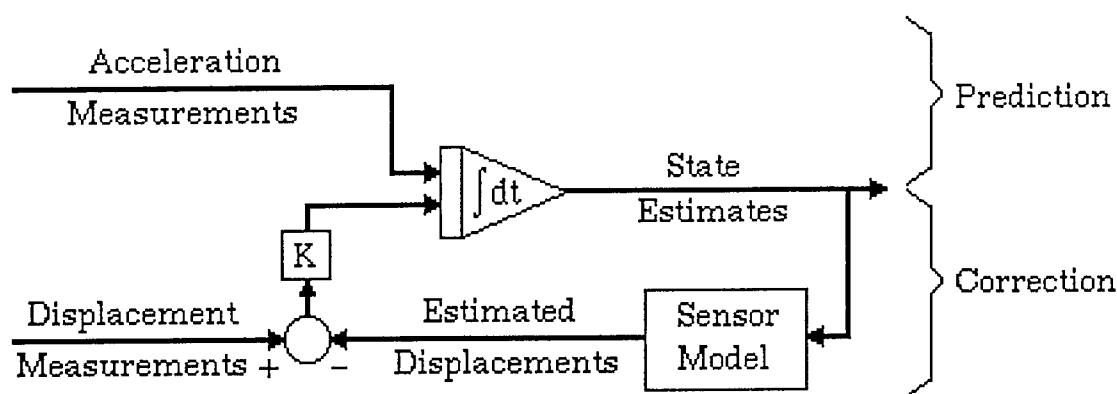 Acceleration
Measurements
Prediction
∫dt
State
Estimates
K
Correction
Displacement
Measurements + −
Estimated
Displacements
Sensor
Model